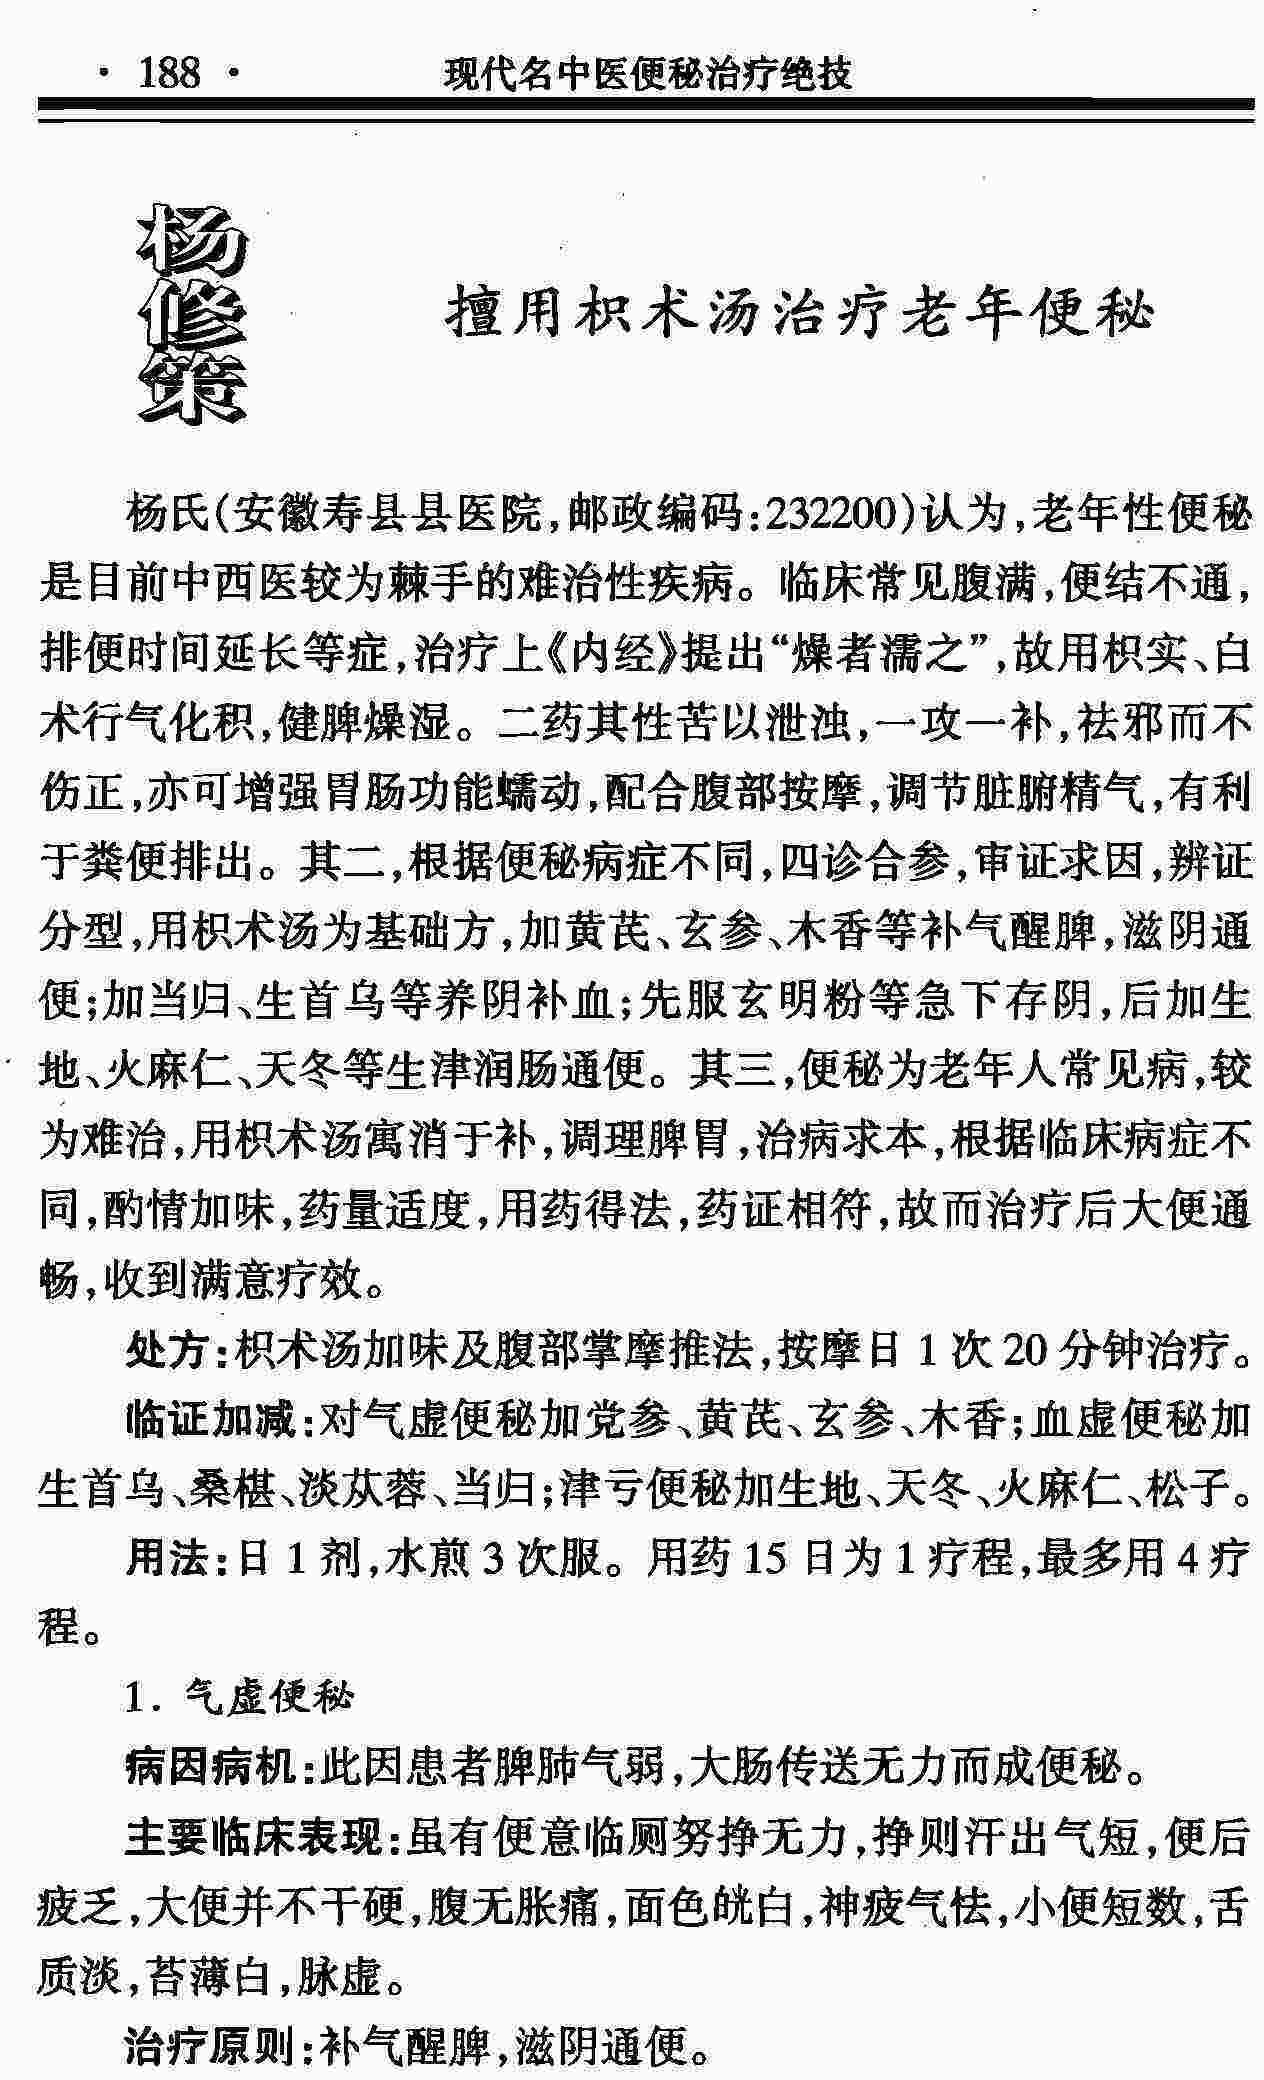 · 188 · 现代名中医便秘治疗绝技
杨修策
擅用枳术汤治疗老年便秘
杨氏(安徽寿县县医院,邮政编码:232200)认为,老年性便秘
是目前中西医较为棘手的难治性疾病。临床常见腹满,便结不通,
排便时间延长等症,治疗上《内经》提出“燥者濡之”,故用枳实、白
术行气化积,健脾燥湿。二药其性苦以泄浊,一攻一补,祛邪而不
伤正,亦可增强胃肠功能蠕动,配合腹部按摩,调节脏腑精气,有利
于粪便排出。其二,根据便秘病症不同,四诊合参,审证求因,辨证
分型,用枳术汤为基础方,加黄芪、玄参、木香等补气醒脾,滋阴通
便;加当归、生首乌等养阴补血;先服玄明粉等急下存阴,后加生
地、火麻仁、天冬等生津润肠通便。其三,便秘为老年人常见病,较
为难治,用枳术汤寓消于补,调理脾胃,治病求本,根据临床病症不
同,酌情加味,药量适度,用药得法,药证相符,故而治疗后大便通
畅,收到满意疗效。
处方:枳术汤加味及腹部掌摩推法,按摩日 1 次 20 分钟治疗。
临证加减:对气虚便秘加党参、黄芪、玄参、木香;血虚便秘加
生首乌、桑椹、淡苁蓉、当归;津亏便秘加生地、天冬、火麻仁、松子。
用法:日 1 剂,水煎 3 次服。用药 15 日为 1 疗程,最多用 4 疗
程。
1. 气虚便秘
病因病机:此因患者脾肺气弱,大肠传送无力而成便秘。
主要临床表现:虽有便意临厕努挣无力,挣则汗出气短,便后
疲乏,大便并不干硬,腹无胀痛,面色㿠白,神疲气怯,小便短数,舌
质淡,苔薄白,脉虚。
治疗原则:补气醒脾,滋阴通便。